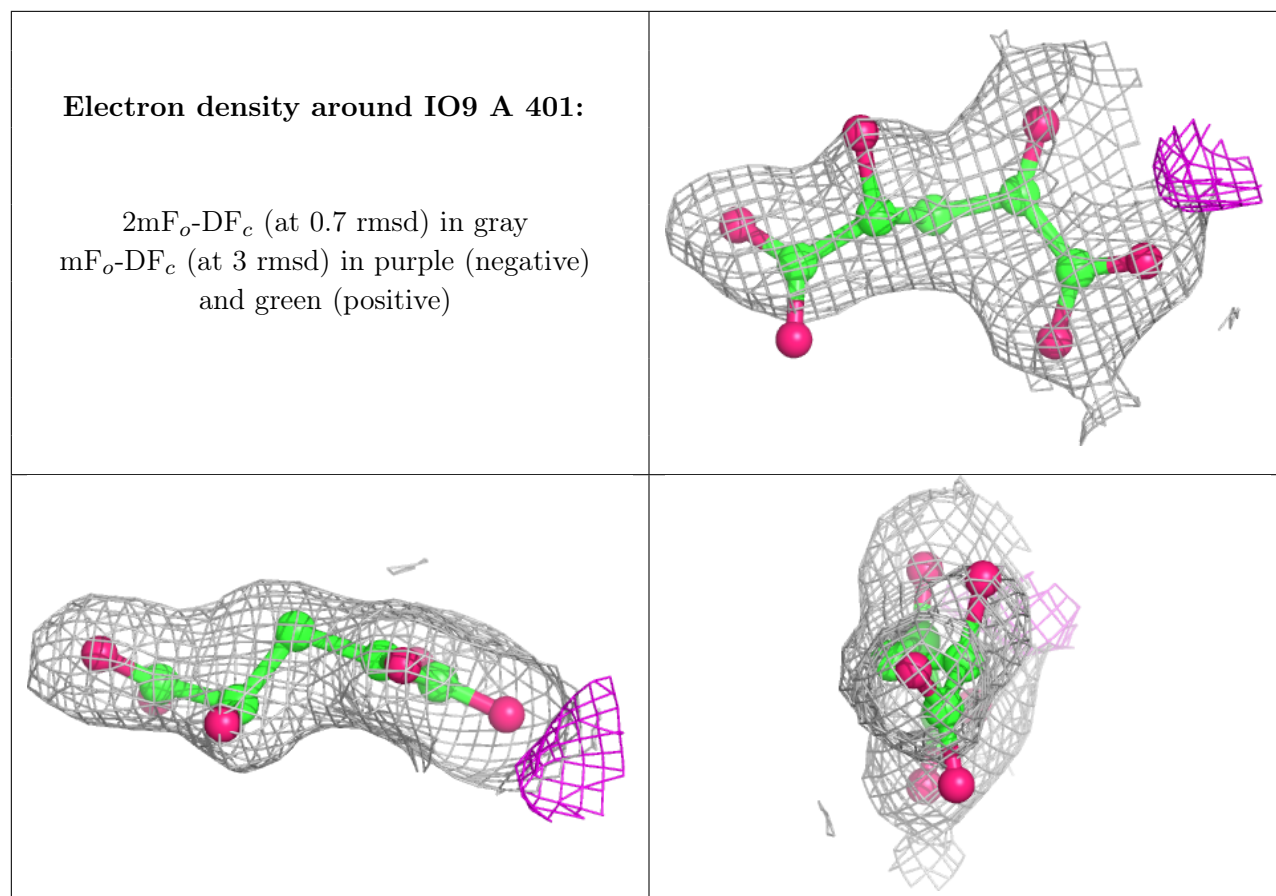 Electron density around IO9 A 401:
2mFo-DFc (at 0.7 rmsd) in gray
mFo-DFc (at 3 rmsd) in purple (negative)
and green (positive)